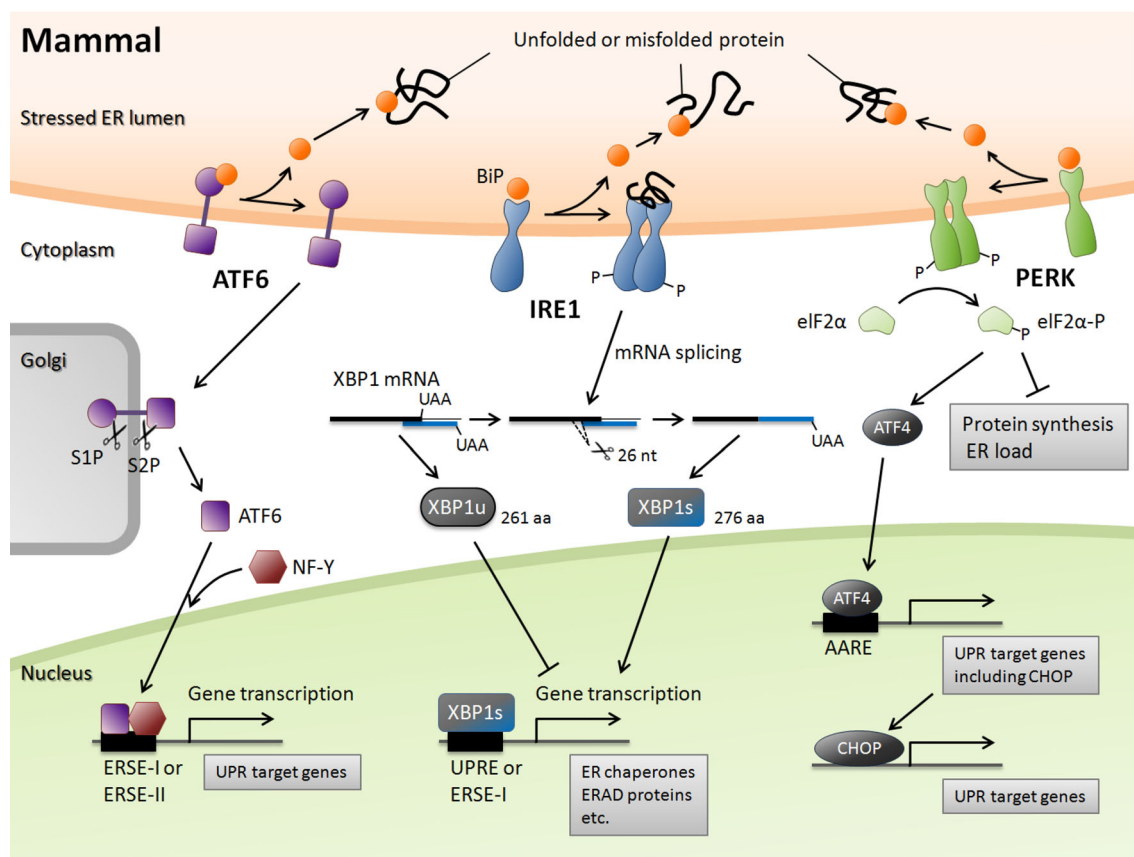 Mammal
Unfolded or misfolded protein
Stressed ER lumen
BiP
Cytoplasm
ATF6
P
P
IRE1
P
P
PERK
eIF2α
eIF2α-P
P
Golgi
mRNA splicing
XBP1 mRNA
UAA
UAA
26 nt
UAA
ATF4
Protein synthesis
ER load
S1P
S2P
ATF6
XBP1u
261 aa
XBP1s
276 aa
NF-Y
ATF4
AARE
UPR target genes
including CHOP
Nucleus
Gene transcription
XBP1s
Gene transcription
CHOP
ERSE-I or
ERSE-II
UPR target genes
UPRE or
ERSE-I
ER chaperones
ERAD proteins
etc.
UPR target genes